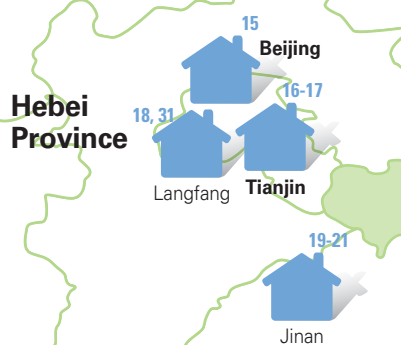 15
Beijing
16-17
Hebei
Province
18, 31
Langfang
Tianjin
19-21
Jinan